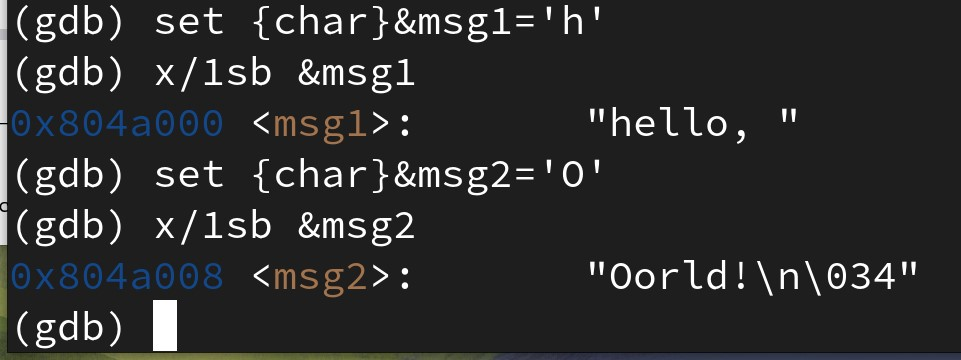 (gdb) set {char}&msg1='h'
(gdb) x/1sb &msg1
0x804a000 <msg1>:       "hello, "
(gdb) set {char}&msg2='O'
(gdb) x/1sb &msg2
0x804a008 <msg2>:       "Oorld!\n\034"
(gdb)